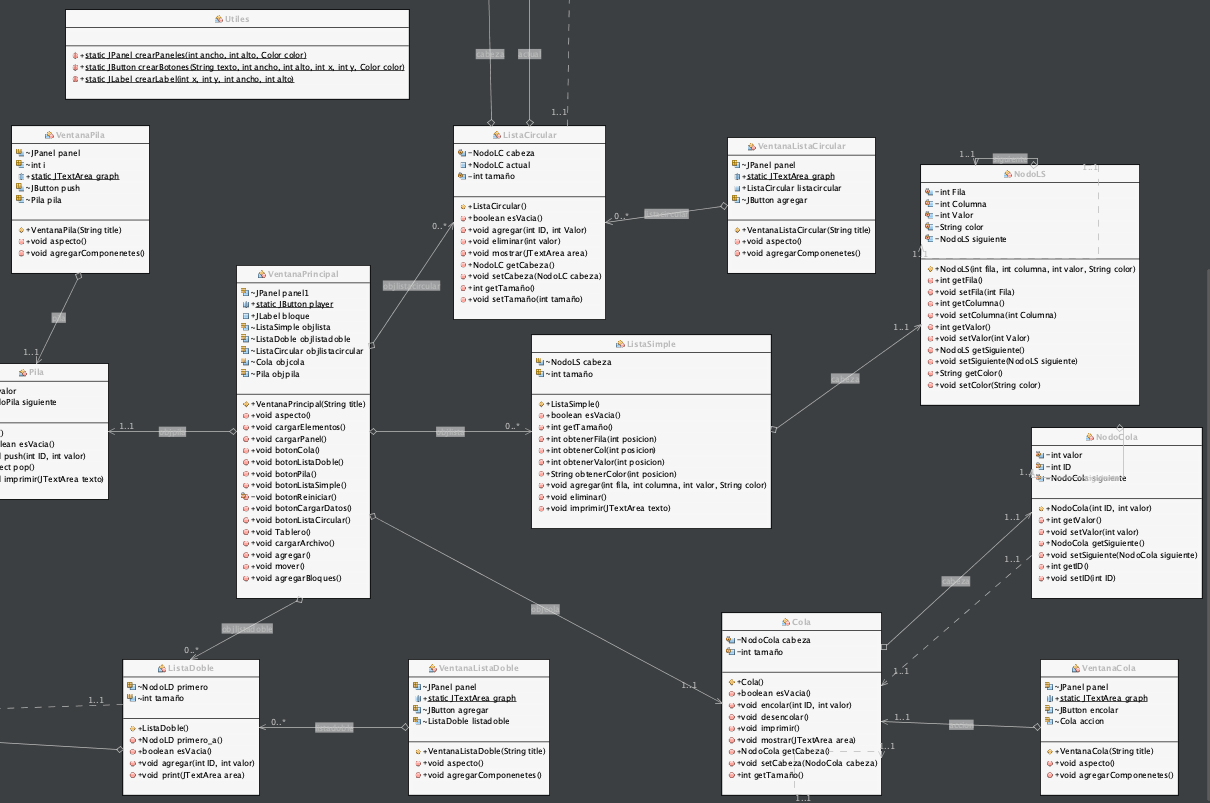 Utiles
+static JPanel crearPaneles(int ancho, int alto, Color color)
+static JButton crearBotones(String texto, int ancho, int alto, int x, int y, Color color)
+static JLabel crearLabel(int x, int y, int ancho, int alto)
cabeza
actual
1..1
VentanaPila
~JPanel panel
~int i
+static JTextArea graph
~JButton push
~Pila pila
+VentanaPila(String title)
+void aspecto()
+void agregarComponenetes()
pila
1..1
Pila
valor
siguiente
esVacia()
push(int ID, int valor)
pop()
imprimir(JTextArea texto)
VentanaPrincipal
~JPanel panel1
+static JButton player
+JLabel bloque
~ListaSimple objlista
~ListaDoble objlistadoble
~ListaCircular objlistacircular
~Cola objcola
~Pila objpila
+VentanaPrincipal(String title)
+void aspecto()
+void cargarElementos()
+void cargarPanel()
+void botonCola()
+void botonListaDoble()
+void botonPila()
+void botonListaSimple()
-void botonReiniciar()
+void botonCargarDatos()
+void botonListaCircular()
+void Tablero()
+void cargarArchivo()
+void agregar()
+void mover()
+void agregarBloques()
1..1
objpila
objlistacircular
0..*
objlista
0..*
objcola
1..1
objlistadoble
0..*
ListaCircular
-NodoLC cabeza
+NodoLC actual
-int tamaño
+ListaCircular()
+boolean esVacia()
+void agregar(int ID, int Valor)
+void eliminar(int valor)
+void mostrar(JTextArea area)
+NodoLC getCabeza()
+void setCabeza(NodoLC cabeza)
+int getTamaño()
+void setTamaño(int tamaño)
0..*
listacircular
VentanaListaCircular
~JPanel panel
+static JTextArea graph
+ListaCircular listacircular
~JButton agregar
+VentanaListaCircular(String title)
+void aspecto()
+void agregarComponenetes()
ListaSimple
~NodoLS cabeza
~int tamaño
+ListaSimple()
+boolean esVacia()
+int getTamaño()
+int obtenerFila(int posicion)
+int obtenerCol(int posicion)
+int obtenerValor(int posicion)
+String obtenerColor(int posicion)
+void agregar(int fila, int columna, int valor, String color)
+void eliminar()
+void imprimir(JTextArea texto)
cabeza
1..1
1..1
siguiente
1..1
NodoLS
-int Fila
-int Columna
-int Valor
-String color
-NodoLS siguiente
1..1
+NodoLS(int fila, int columna, int valor, String color)
+int getFila()
+void setFila(int Fila)
+int getColumna()
+void setColumna(int Columna)
+int getValor()
+void setValor(int Valor)
+NodoLS getSiguiente()
+void setSiguiente(NodoLS siguiente)
+String getColor()
+void setColor(String color)
NodoCola
-int valor
-int ID
-NodoCola siguiente
+NodoCola(int ID, int valor)
+int getValor()
+void setValor(int valor)
+NodoCola getSiguiente()
+void setSiguiente(NodoCola siguiente)
+int getID()
+void setID(int ID)
1..1
1..1
cabeza
1..1
Cola
-NodoCola cabeza
-int tamaño
+Cola()
+boolean esVacia()
+void encolar(int ID, int valor)
+void desencolar()
+void imprimir()
+void mostrar(JTextArea area)
+NodoCola getCabeza()
+void setCabeza(NodoCola cabeza)
+int getTamaño()
1..1
1..1
1..1
accion
VentanaCola
~JPanel panel
+static JTextArea graph
~JButton encolar
~Cola accion
+VentanaCola(String title)
+void aspecto()
+void agregarComponenetes()
1..1
ListaDoble
~NodoLD primero
~int tamaño
+ListaDoble()
+NodoLD primero_a()
+boolean esVacia()
+void agregar(int ID, int valor)
+void print(JTextArea area)
0..*
listadoble
VentanaListaDoble
~JPanel panel
+static JTextArea graph
~JButton agregar
~ListaDoble listadoble
+VentanaListaDoble(String title)
+void aspecto()
+void agregarComponenetes()